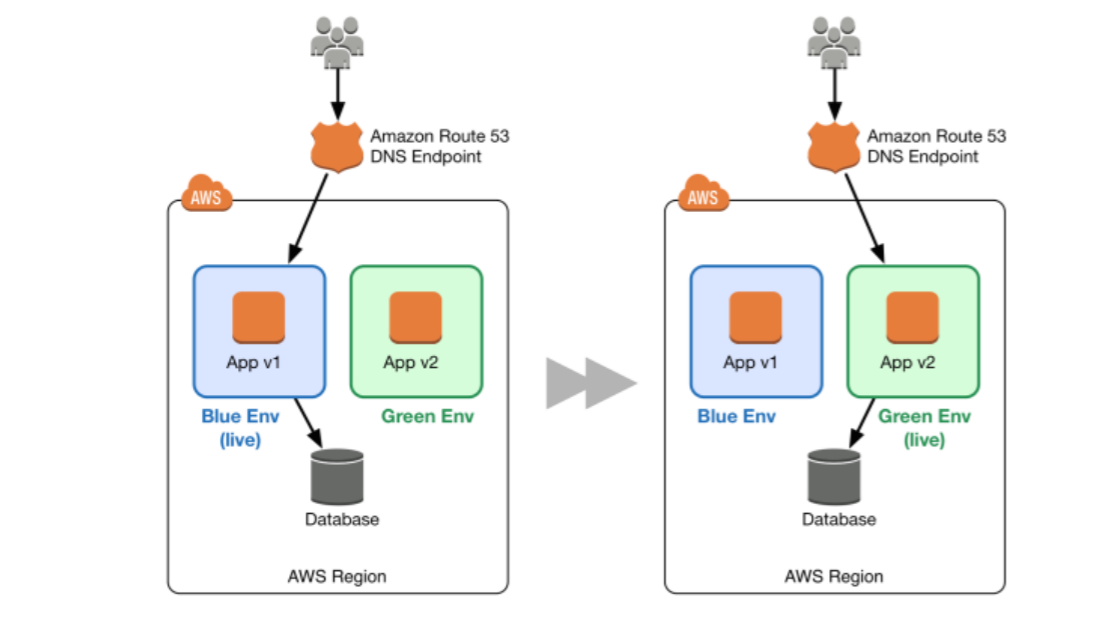 Amazon Route 53
DNS Endpoint
AWS
App v1
App v2
Blue Env
(live)
Green Env
Database
AWS Region
Amazon Route 53
DNS Endpoint
AWS
App v1
App v2
Blue Env
Green Env
(live)
Database
AWS Region